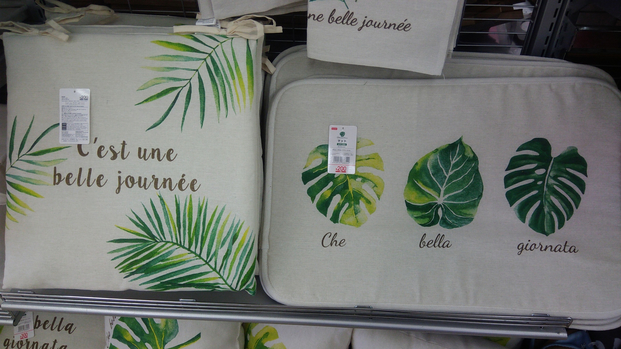 ne belle journée
C'est une
belle journée
Che bella giornata
bella
giornata